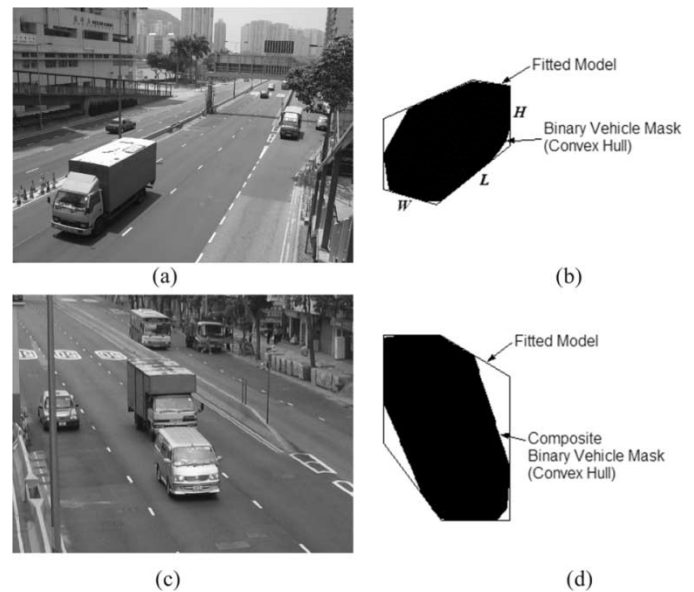 Fitted Model
H
Binary Vehicle Mask
(Convex Hull)
L
W
(a)
(b)
Fitted Model
Composite
Binary Vehicle Mask
(Convex Hull)
(c)
(d)